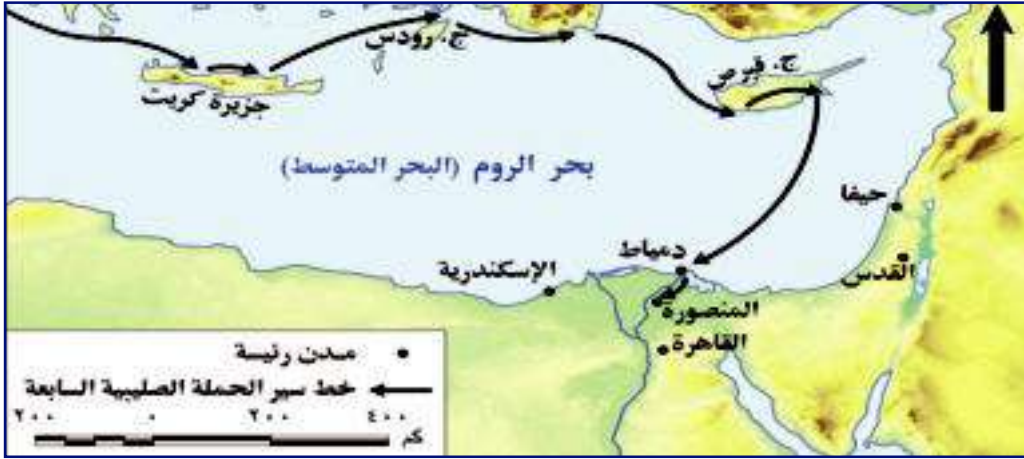 ج. رودس
جزيرة كريت
ج. قبرص
بحر الروم (البحر المتوسط)
حيفا
القدس
دمياط
الإسكندرية
المنصورة
القاهرة
مدن رئيسة
خط سير الحملة الصليبية السابعة
٢٠٠ ٠ ٢٠٠ ٤٠٠
كم